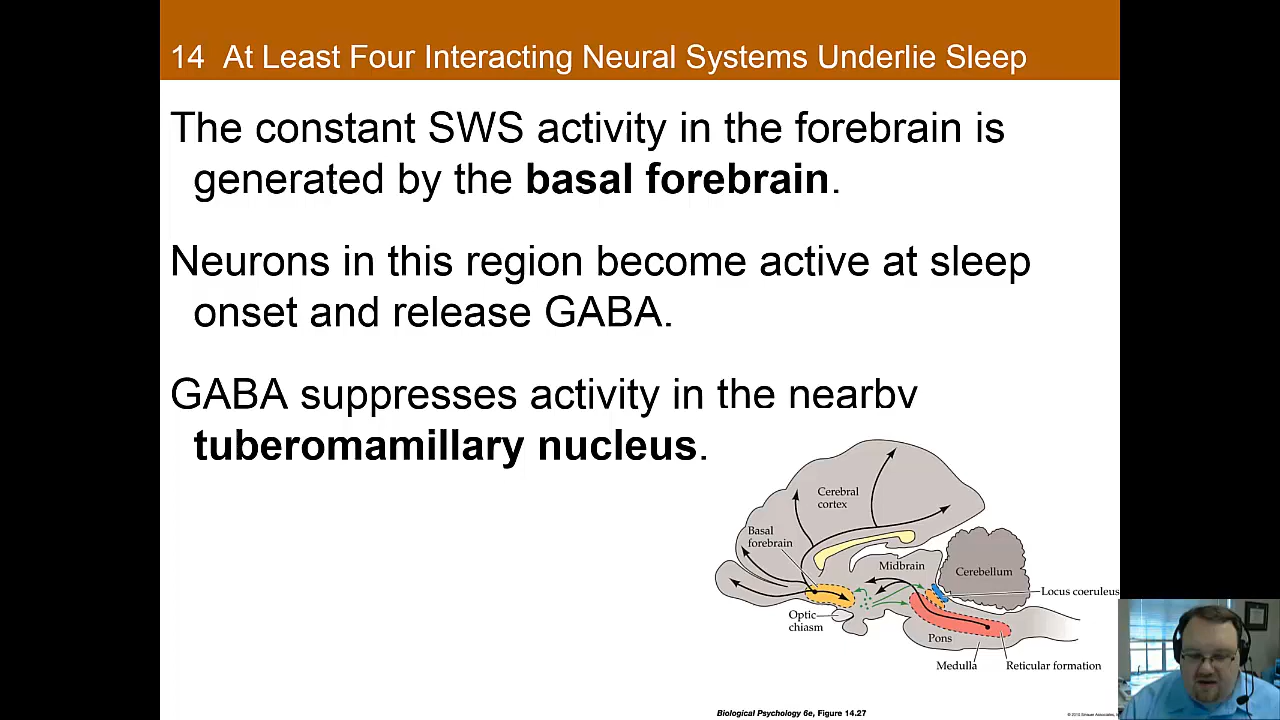 14 At Least Four Interacting Neural Systems Underlie Sleep
The constant SWS activity in the forebrain is
generated by the basal forebrain.
Neurons in this region become active at sleep
onset and release GABA.
GABA suppresses activity in the nearby
tuberomamillary nucleus.
Cerebral
cortex
Basal
forebrain
Midbrain
Cerebellum
Locus coeruleus
Optic
chiasm
Pons
Medulla
Reticular formation
Biological Psychology 6e, Figure 14.27